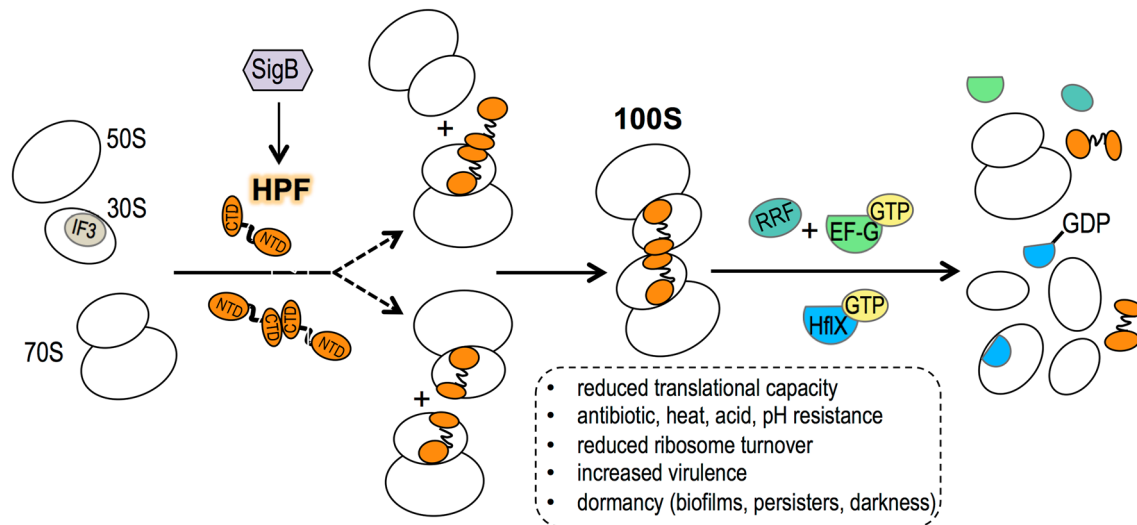 SigB
50S
HPF
30S
IF3
CTD
NTD
NTD
CTD
CTD
NTD
70S
+
+
100S
RRF
+
EF-G
GTP
HflX
GTP
GDP
• reduced translational capacity
• antibiotic, heat, acid, pH resistance
• reduced ribosome turnover
• increased virulence
• dormancy (biofilms, persisters, darkness)